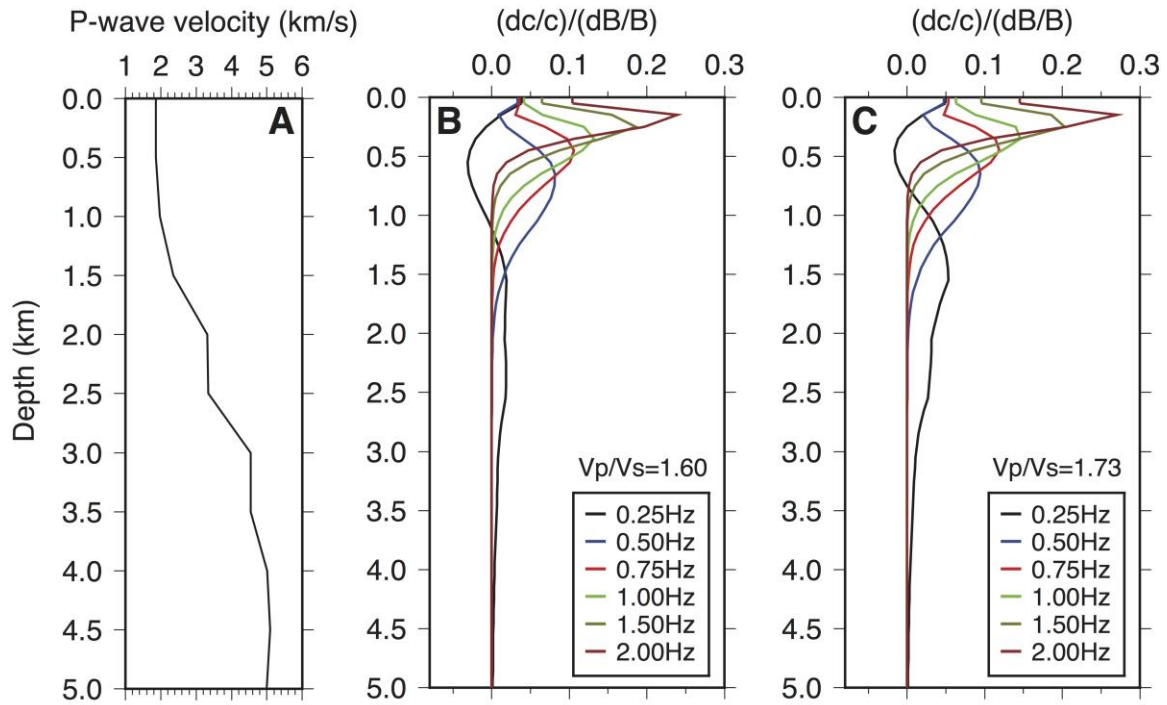 P-wave velocity (km/s)
1 2 3 4 5 6
A
Depth (km)
0.0
0.5
1.0
1.5
2.0
2.5
3.0
3.5
4.0
4.5
5.0
(dc/c)/(dB/B)
0.0 0.1 0.2 0.3
B
0.0
0.5
1.0
1.5
2.0
2.5
3.0
3.5
4.0
4.5
5.0
Vp/Vs=1.60
0.25Hz
0.50Hz
0.75Hz
1.00Hz
1.50Hz
2.00Hz
(dc/c)/(dB/B)
0.0 0.1 0.2 0.3
C
0.0
0.5
1.0
1.5
2.0
2.5
3.0
3.5
4.0
4.5
5.0
Vp/Vs=1.73
0.25Hz
0.50Hz
0.75Hz
1.00Hz
1.50Hz
2.00Hz